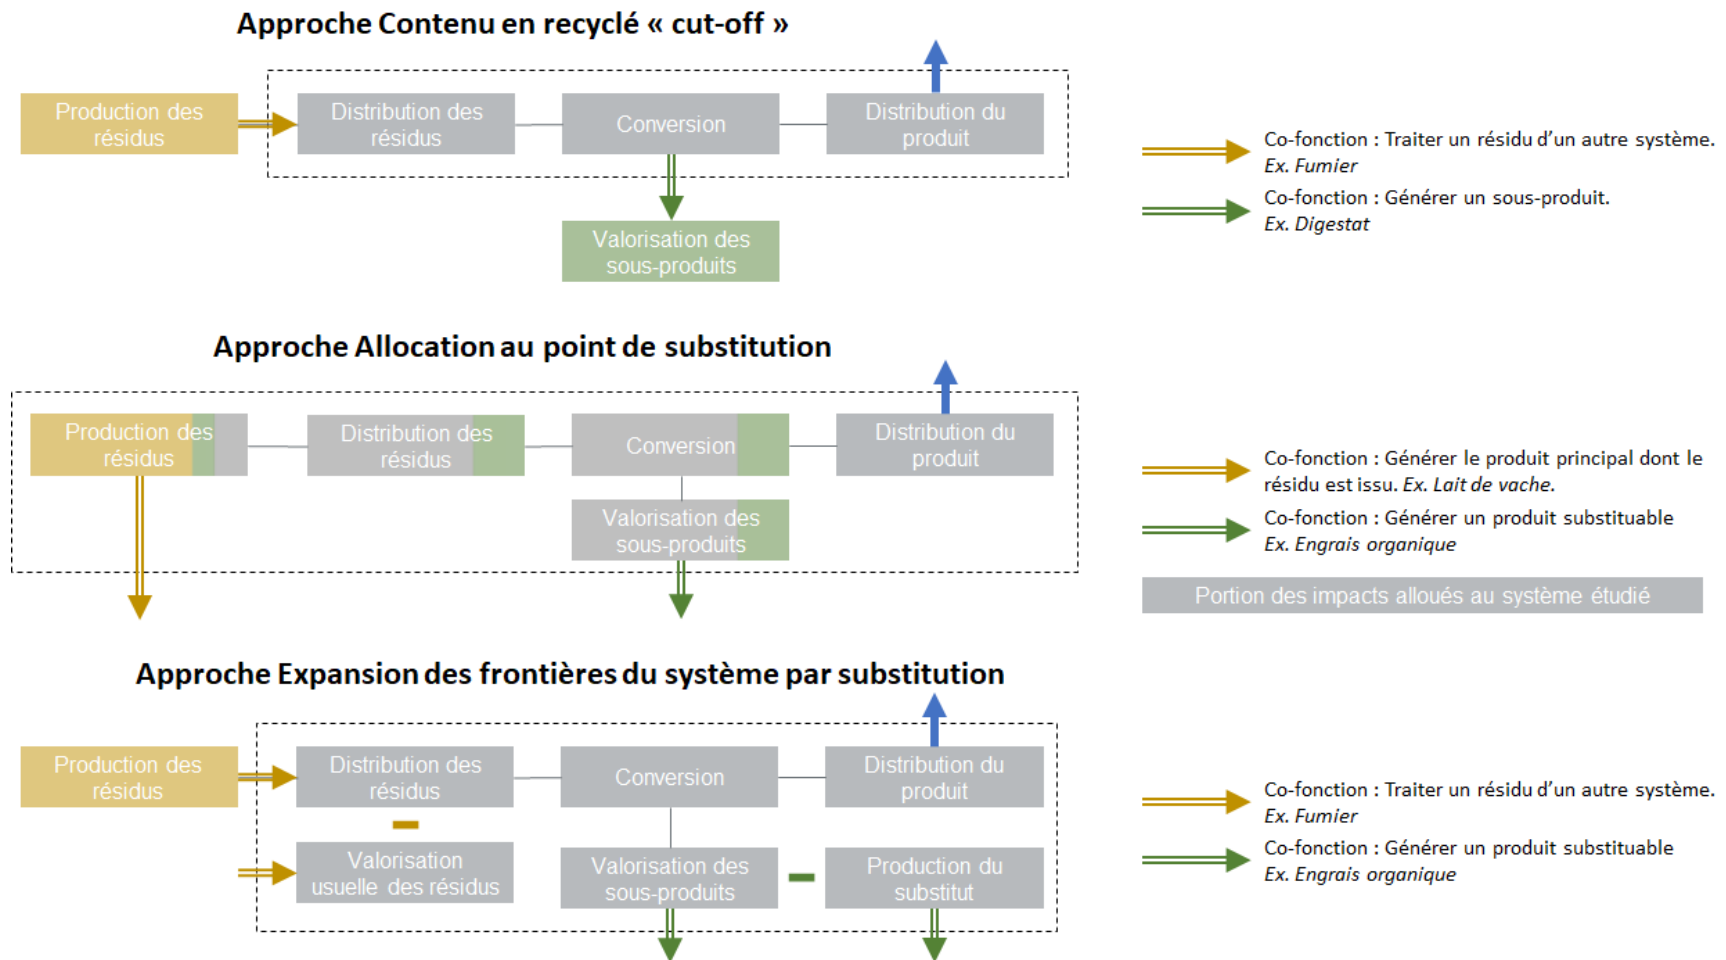 Approche Contenu en recyclé « cut-off »
Production des
résidus
Distribution des
résidus
Conversion
Distribution du
produit
Valorisation des
sous-produits
Co-fonction : Traiter un résidu d'un autre système.
Ex. Fumier
Co-fonction : Générer un sous-produit.
Ex. Digestat
Approche Allocation au point de substitution
Production des
résidus
Distribution des
résidus
Conversion
Distribution du
produit
Valorisation des
sous-produits
Co-fonction : Générer le produit principal dont le
résidu est issu. Ex. Lait de vache.
Co-fonction : Générer un produit substituable
Ex. Engrais organique
Portion des impacts alloués au système étudié
Approche Expansion des frontières du système par substitution
Production des
résidus
Distribution des
résidus
Conversion
Distribution du
produit
Valorisation
usuelle des résidus
Valorisation des
sous-produits
Production du
substitut
Co-fonction : Traiter un résidu d'un autre système.
Ex. Fumier
Co-fonction : Générer un produit substituable
Ex. Engrais organique